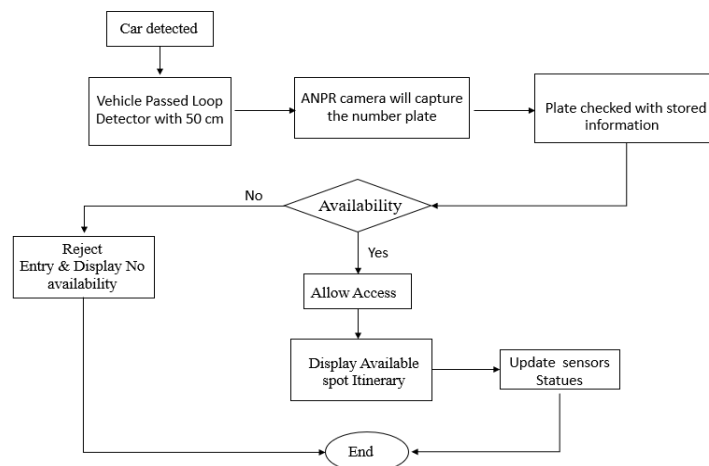 Car detected
Vehicle Passed Loop
Detector with 50 cm
ANPR camera will capture
the number plate
Plate checked with stored
information
No
Availability
Yes
Reject
Entry & Display No
availability
Allow Access
Display Available
spot Itinerary
Update sensors
Statues
End